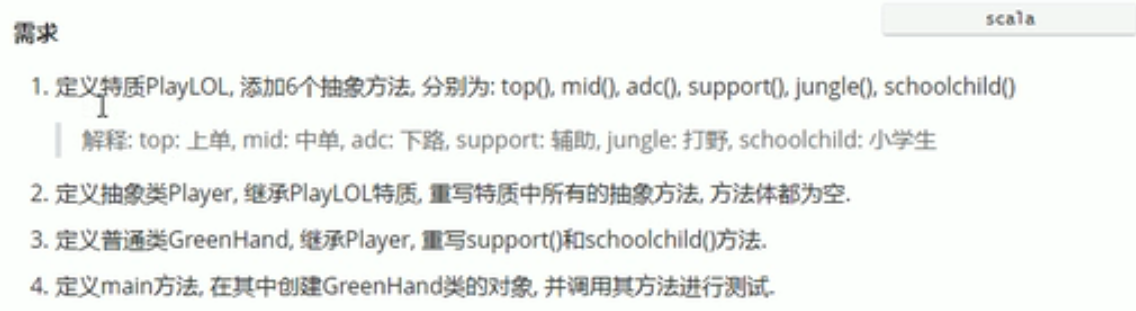 scala
需求
1. 定义特质PlayLOL, 添加6个抽象方法, 分别为: top(), mid(), adc(), support(), jungle(), schoolchild()
解释: top: 上单, mid: 中单, adc: 下路, support: 辅助, jungle: 打野, schoolchild: 小学生
2. 定义抽象类Player, 继承PlayLOL特质, 重写特质中所有的抽象方法, 方法体都为空.
3. 定义普通类GreenHand, 继承Player, 重写support()和schoolchild()方法.
4. 定义main方法, 在其中创建GreenHand类的对象, 并调用其方法进行测试.